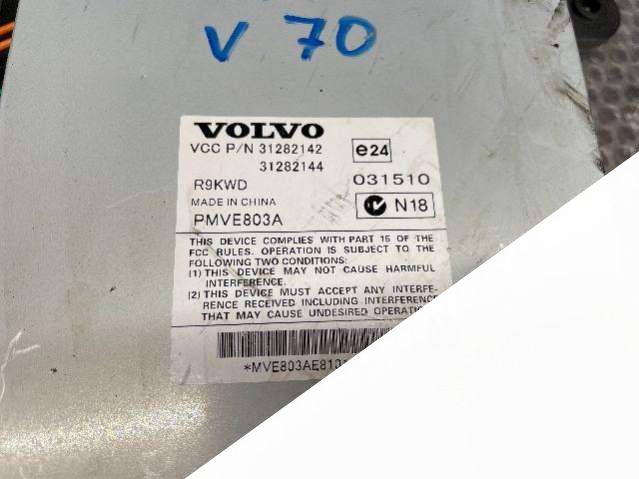 V 70
VOLVO
VCC P/N 31282142
31282144
e24
R9KWD
031510
MADE IN CHINA
N18
PMVE803A
THIS DEVICE COMPLIES WITH PART 15 OF THE
FCC RULES. OPERATION IS SUBJECT TO THE
FOLLOWING TWO CONDITIONS:
(1) THIS DEVICE MAY NOT CAUSE HARMFUL
INTERFERENCE.
(2) THIS DEVICE MUST ACCEPT ANY INTERFE-
RENCE RECEIVED INCLUDING INTERFERENCE
THAT MAY CAUSE UNDESIRED